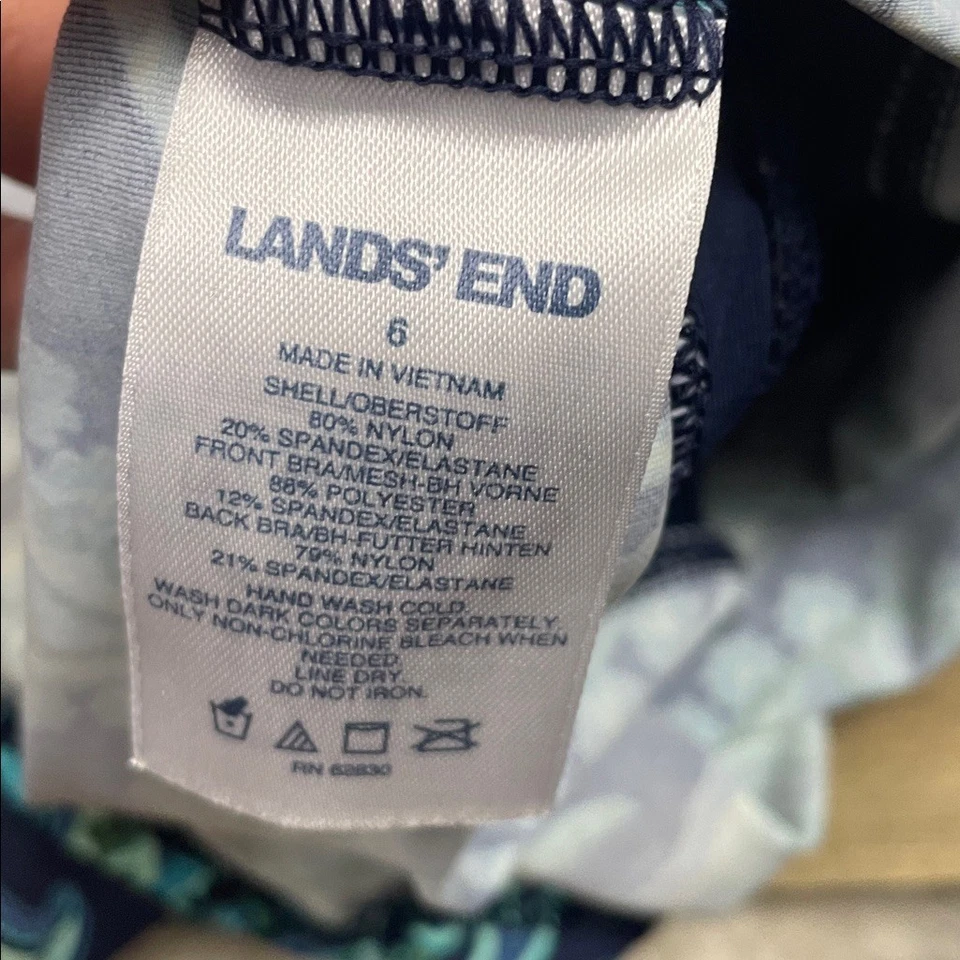 LANDS' END
6
MADE IN VIETNAM
SHELL/OBERSTOFF
80% NYLON
20% SPANDEX/ELASTANE
FRONT BRA/MESH-BH VORNE
88% POLYESTER
12% SPANDEX/ELASTANE
BACK BRA/BH-FUTTER HINTEN
79% NYLON
21% SPANDEX/ELASTANE
HAND WASH COLD.
WASH DARK COLORS SEPARATELY.
ONLY NON-CHLORINE BLEACH WHEN
NEEDED.
LINE DRY.
DO NOT IRON.
RN 62830